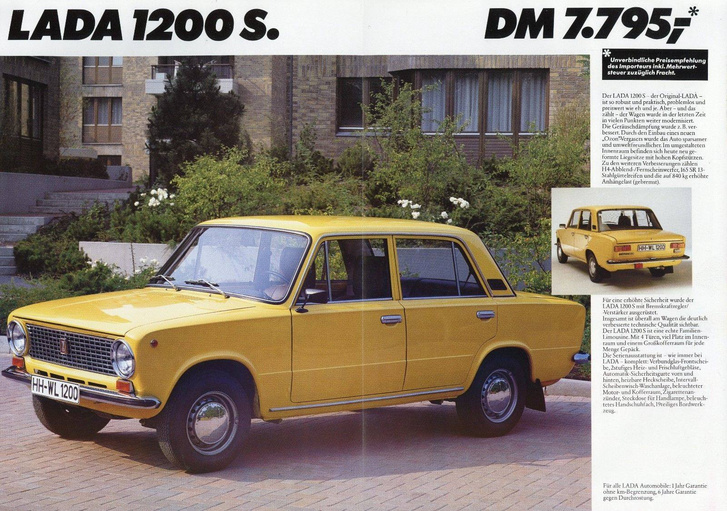 LADA 1200 S.
DM 7.795,-*
*Unverbindliche Preisempfehlung
des Importeurs inkl. Mehrwert-
steuer zuzüglich Fracht.
Der LADA 1200 S – der Original-LADA –
ist so robust und praktisch, problemlos und
preiswert wie eh und je. Aber – und das
zählt – der Wagen wurde in letzter Zeit
in vielen Punkten weiter modernisiert.
Die Geräuschdämpfung wurde z. B. ver-
bessert. Durch den Einbau eines neuen
„Ozon“-Vergasers wurde das Auto sparsamer
und umweltfreundlicher. Im umgestalteten
Innenraum befinden sich heute neu ge-
formte Liegesitze mit hohen Kopfstützen.
Zu den weiteren Verbesserungen zählen
H4-Abblend-/Fernscheinwerfer, 165 SR 13-
Stahlgürtelreifen und die auf 840 kg erhöhte
Anhängelast (gebremst).
HH-WL 1200
HH-WL 1200
Für eine erhöhte Sicherheit wurde der
LADA 1200 S mit Bremskraftregler/
Verstärker ausgerüstet.
Insgesamt ist überall am Wagen die deutlich
verbesserte technische Qualität sichtbar.
Der LADA 1200 S ist eine echte Familien-
Limousine. Mit 4 Türen, viel Platz im Innen-
raum und einem Großkofferraum für jede
Menge Gepäck.
Die Serienausstattung ist – wie immer bei
LADA – komplett: Verbundglas-Frontschei-
be, 2stufiges Heiz- und Frischluftgebläse,
Automatik-Sicherheitsgurte vorn und
hinten, heizbare Heckscheibe, Intervall-
Scheibenwisch-Waschanlage, beleuchteter
Motor- und Kofferraum, Zigarettenan-
zünder, Steckdose für Handlampe, beleuch-
tetes Handschuhfach, Bordwerk-
zeug.
Für alle LADA Automobile: 1 Jahr Garantie
ohne km-Begrenzung, 6 Jahre Garantie
gegen Durchrostung.